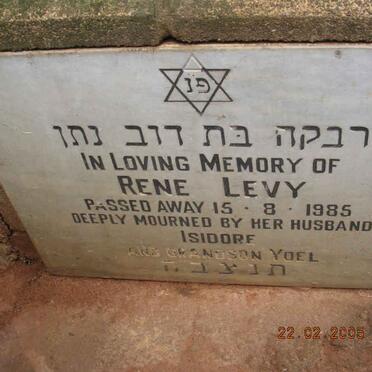 פנ
רבקה בת דוב נתן
IN LOVING MEMORY OF
RENE LEVY
PASSED AWAY 15 · 8 · 1985
DEEPLY MOURNED BY HER HUSBAND
ISIDORE
AND GRANDSON YOEL
תנצבה
22.02.2005